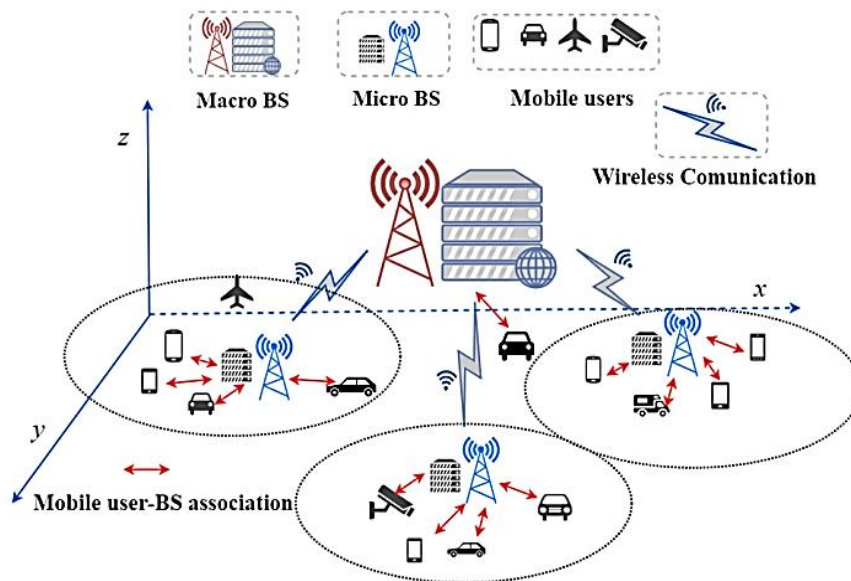 Macro BS
Micro BS
Mobile users
z
Wireless Comunication
x
y
Mobile user-BS association